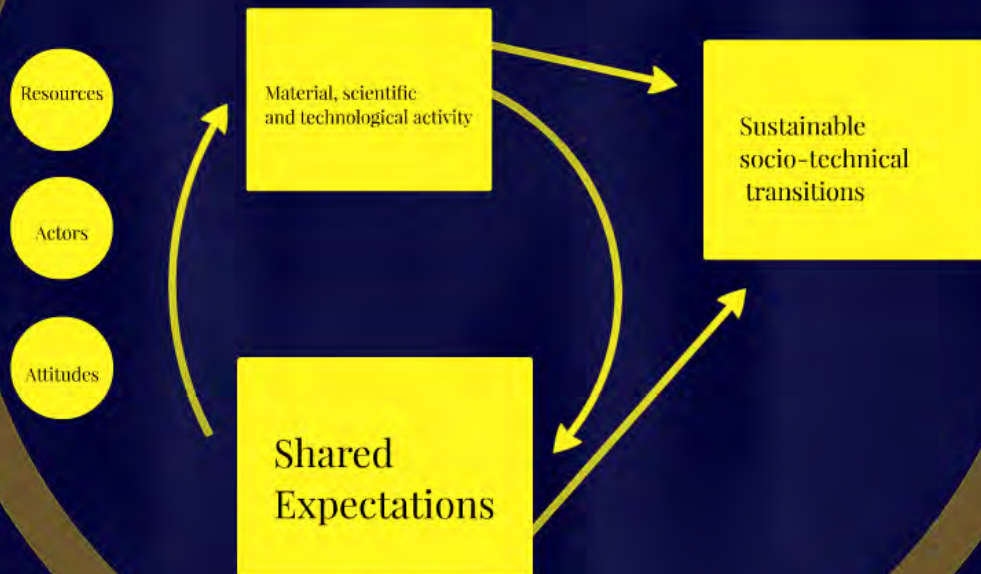 Resources
Actors
Attitudes
Material, scientific
and technological activity
Shared
Expectations
Sustainable
socio-technical
transitions